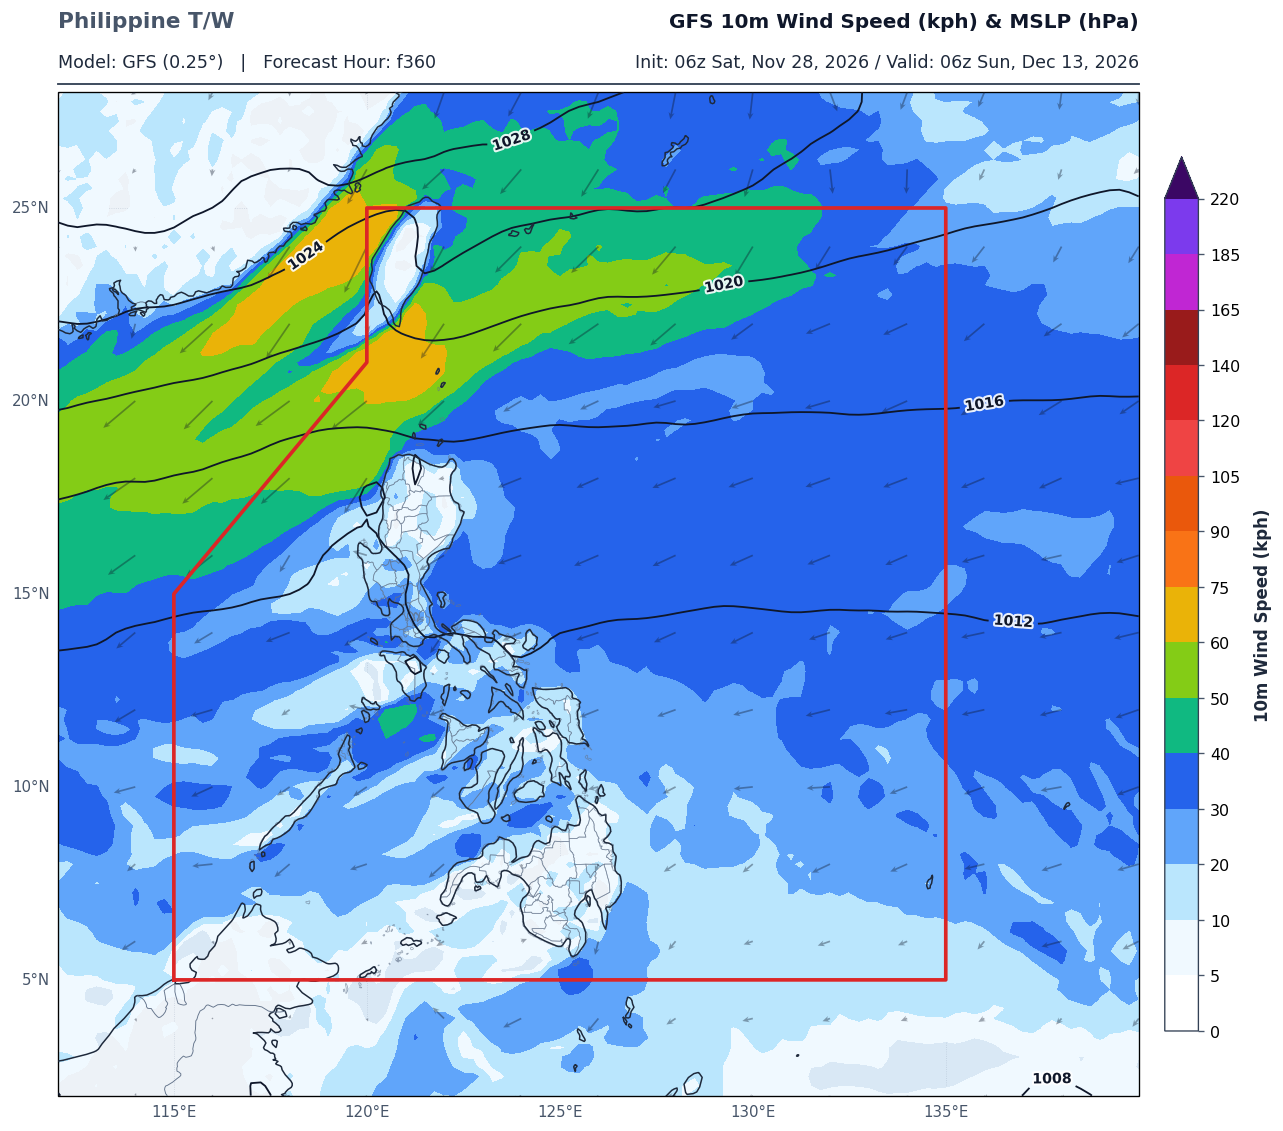 Philippine T/W
GFS 10m Wind Speed (kph) & MSLP (hPa)
Model: GFS (0.25°) | Forecast Hour: f360
Init: 06z Sat, Nov 28, 2026 / Valid: 06z Sun, Dec 13, 2026
1028
1024
1020
1016
1012
1008
25°N
20°N
15°N
10°N
5°N
115°E
120°E
125°E
130°E
135°E
220
185
165
140
120
105
90
75
60
50
40
30
20
10
5
0
10m Wind Speed (kph)